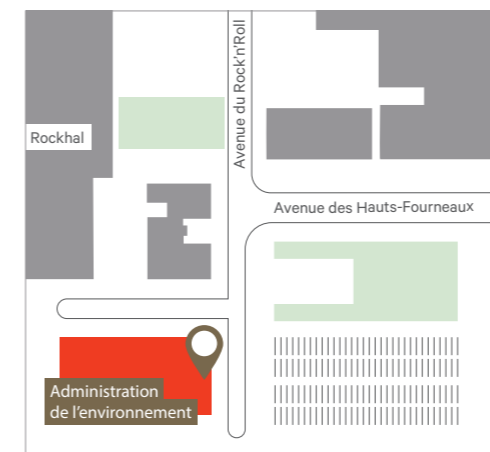 Avenue du Rock'n'Roll
Rockhal
Avenue des Hauts-Fourneaux
Administration
de l'environnement